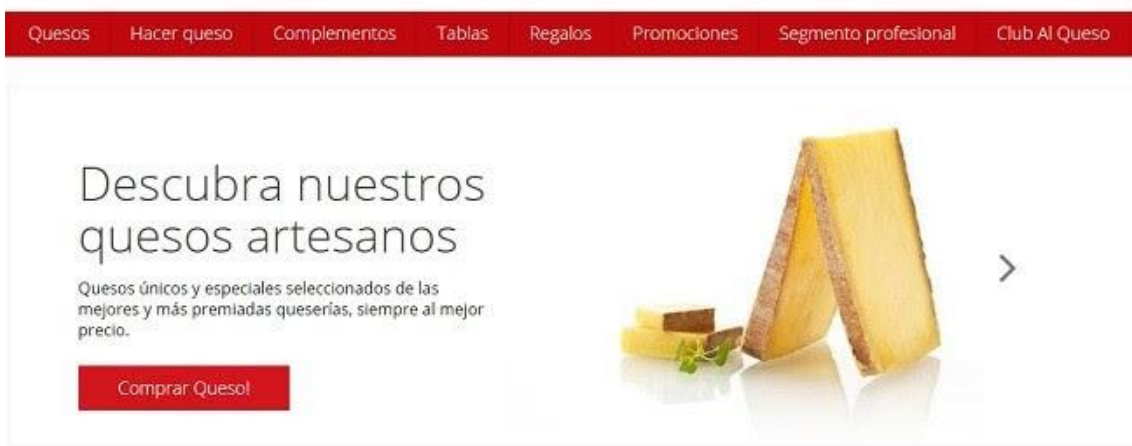 Quesos Hacer queso Complementos Tablas Regalos Promociones Segmento profesional Club Al Queso
Descubra nuestros
quesos artesanos
Quesos únicos y especiales seleccionados de las
mejores y más premiadas queserías, siempre al mejor
precio.
Comprar Queso!